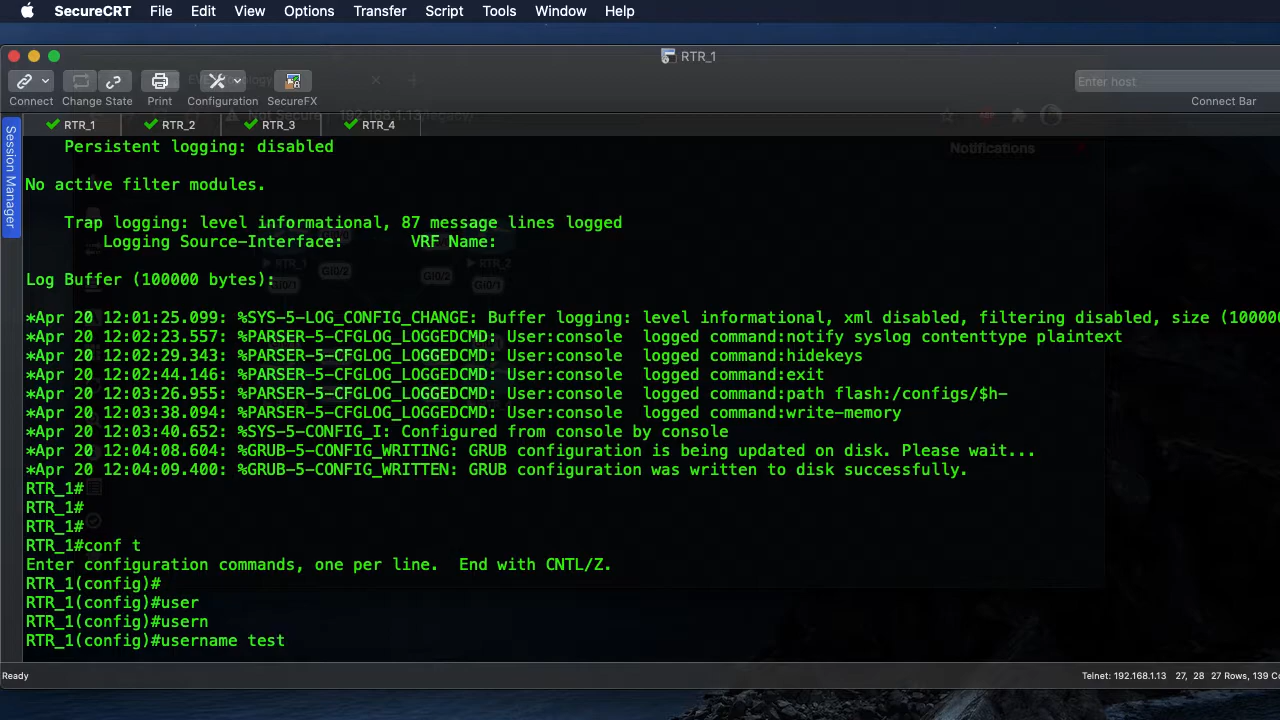 SecureCRT File Edit View Options Transfer Script Tools Window Help
RTR_1
Enter host
Connect Change State Print Configuration SecureFX Connect Bar
RTR_1 RTR_2 RTR_3 RTR_4
Session Manager
Notifications
Persistent logging: disabled
No active filter modules.
Trap logging: level informational, 87 message lines logged
Logging Source-Interface: VRF Name:
RTR_1 RTR_2
Gi0/2 Gi0/2
Gi0/1 Gi0/1
Log Buffer (100000 bytes):
*Apr 20 12:01:25.099: %SYS-5-LOG_CONFIG_CHANGE: Buffer logging: level informational, xml disabled, filtering disabled, size (10000
*Apr 20 12:02:23.557: %PARSER-5-CFGLOG_LOGGEDCMD: User:console logged command:notify syslog contenttype plaintext
*Apr 20 12:02:29.343: %PARSER-5-CFGLOG_LOGGEDCMD: User:console logged command:hidekeys
*Apr 20 12:02:44.146: %PARSER-5-CFGLOG_LOGGEDCMD: User:console logged command:exit
*Apr 20 12:03:26.955: %PARSER-5-CFGLOG_LOGGEDCMD: User:console logged command:path flash:/configs/$h-
*Apr 20 12:03:38.094: %PARSER-5-CFGLOG_LOGGEDCMD: User:console logged command:write-memory
*Apr 20 12:03:40.652: %SYS-5-CONFIG_I: Configured from console by console
*Apr 20 12:04:08.604: %GRUB-5-CONFIG_WRITING: GRUB configuration is being updated on disk. Please wait...
*Apr 20 12:04:09.400: %GRUB-5-CONFIG_WRITTEN: GRUB configuration was written to disk successfully.
RTR_1#
RTR_1#
RTR_1#
RTR_1#conf t
Enter configuration commands, one per line. End with CNTL/Z.
RTR_1(config)#
RTR_1(config)#user
RTR_1(config)#usern
RTR_1(config)#username test
Ready Telnet: 192.168.1.13 27, 28 27 Rows, 139 Co